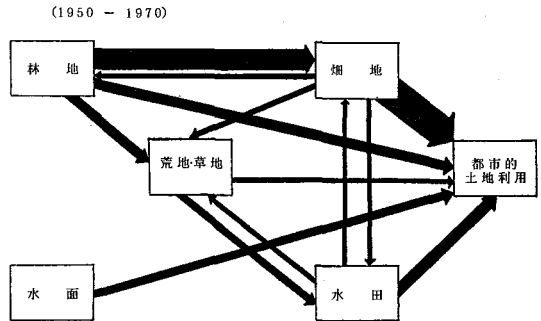 (1950 - 1970)
林地
畑地
荒地·草地
都市的
土地利用
水面
水田